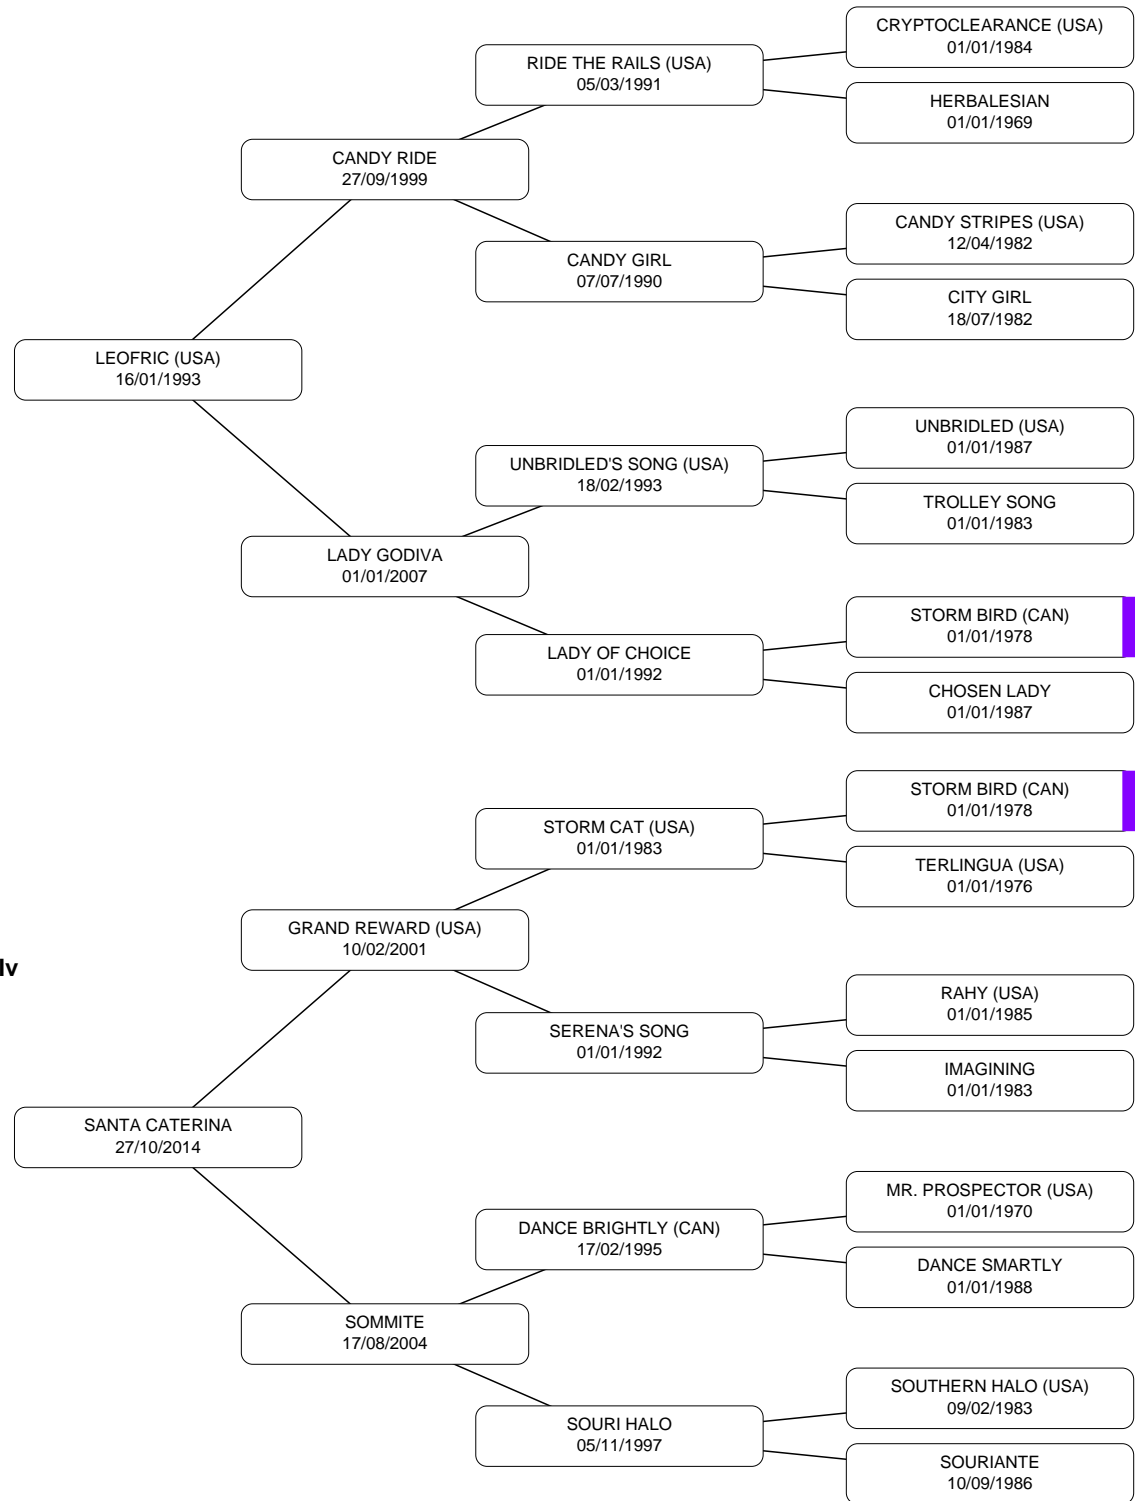 CRYPTOCLEARANCE (USA)
01/01/1984
RIDE THE RAILS (USA)
05/03/1991
HERBALESIAN
01/01/1969
CANDY RIDE
27/09/1999
CANDY STRIPES (USA)
12/04/1982
CANDY GIRL
07/07/1990
CITY GIRL
18/07/1982
LEOFRIC (USA)
16/01/1993
UNBRIDLED (USA)
01/01/1987
UNBRIDLED'S SONG (USA)
18/02/1993
TROLLEY SONG
01/01/1983
LADY GODIVA
01/01/2007
STORM BIRD (CAN)
01/01/1978
LADY OF CHOICE
01/01/1992
CHOSEN LADY
01/01/1987
STORM BIRD (CAN)
01/01/1978
STORM CAT (USA)
01/01/1983
TERLINGUA (USA)
01/01/1976
GRAND REWARD (USA)
10/02/2001
RAHY (USA)
01/01/1985
SERENA'S SONG
01/01/1992
IMAGINING
01/01/1983
SANTA CATERINA
27/10/2014
MR. PROSPECTOR (USA)
01/01/1970
DANCE BRIGHTLY (CAN)
17/02/1995
DANCE SMARTLY
01/01/1988
SOMMITE
17/08/2004
SOUTHERN HALO (USA)
09/02/1983
SOURI HALO
05/11/1997
SOURIANTE
10/09/1986